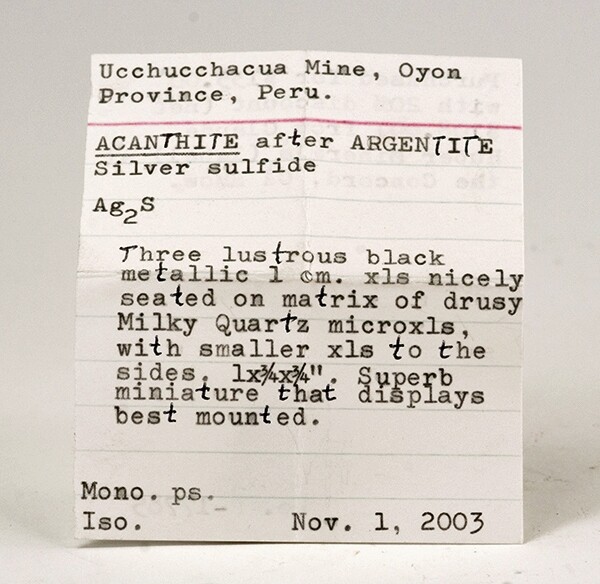 Ucchucchacua Mine, Oyon
Province, Peru.
ACANTHITE after ARGENTITE
Silver sulfide
Ag₂S
Three lustrous black
metallic 1 cm. xls nicely
seated on matrix of drusy
Milky Quartz microxls,
with smaller xls to the
sides. 1x¾x¾". Superb
miniature that displays
best mounted.
Mono. ps.
Iso. Nov. 1, 2003